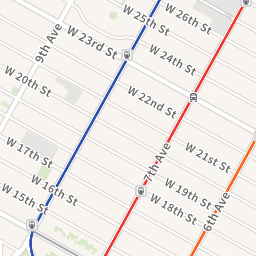 W 26th St
W 25th St
9th Ave
W 23rd St
W 24th St
W 20th St
W 22nd St
W 17th St
7th Ave
W 21st St
W 16th St
W 19th St
W 15th St
W 18th St
6th Ave